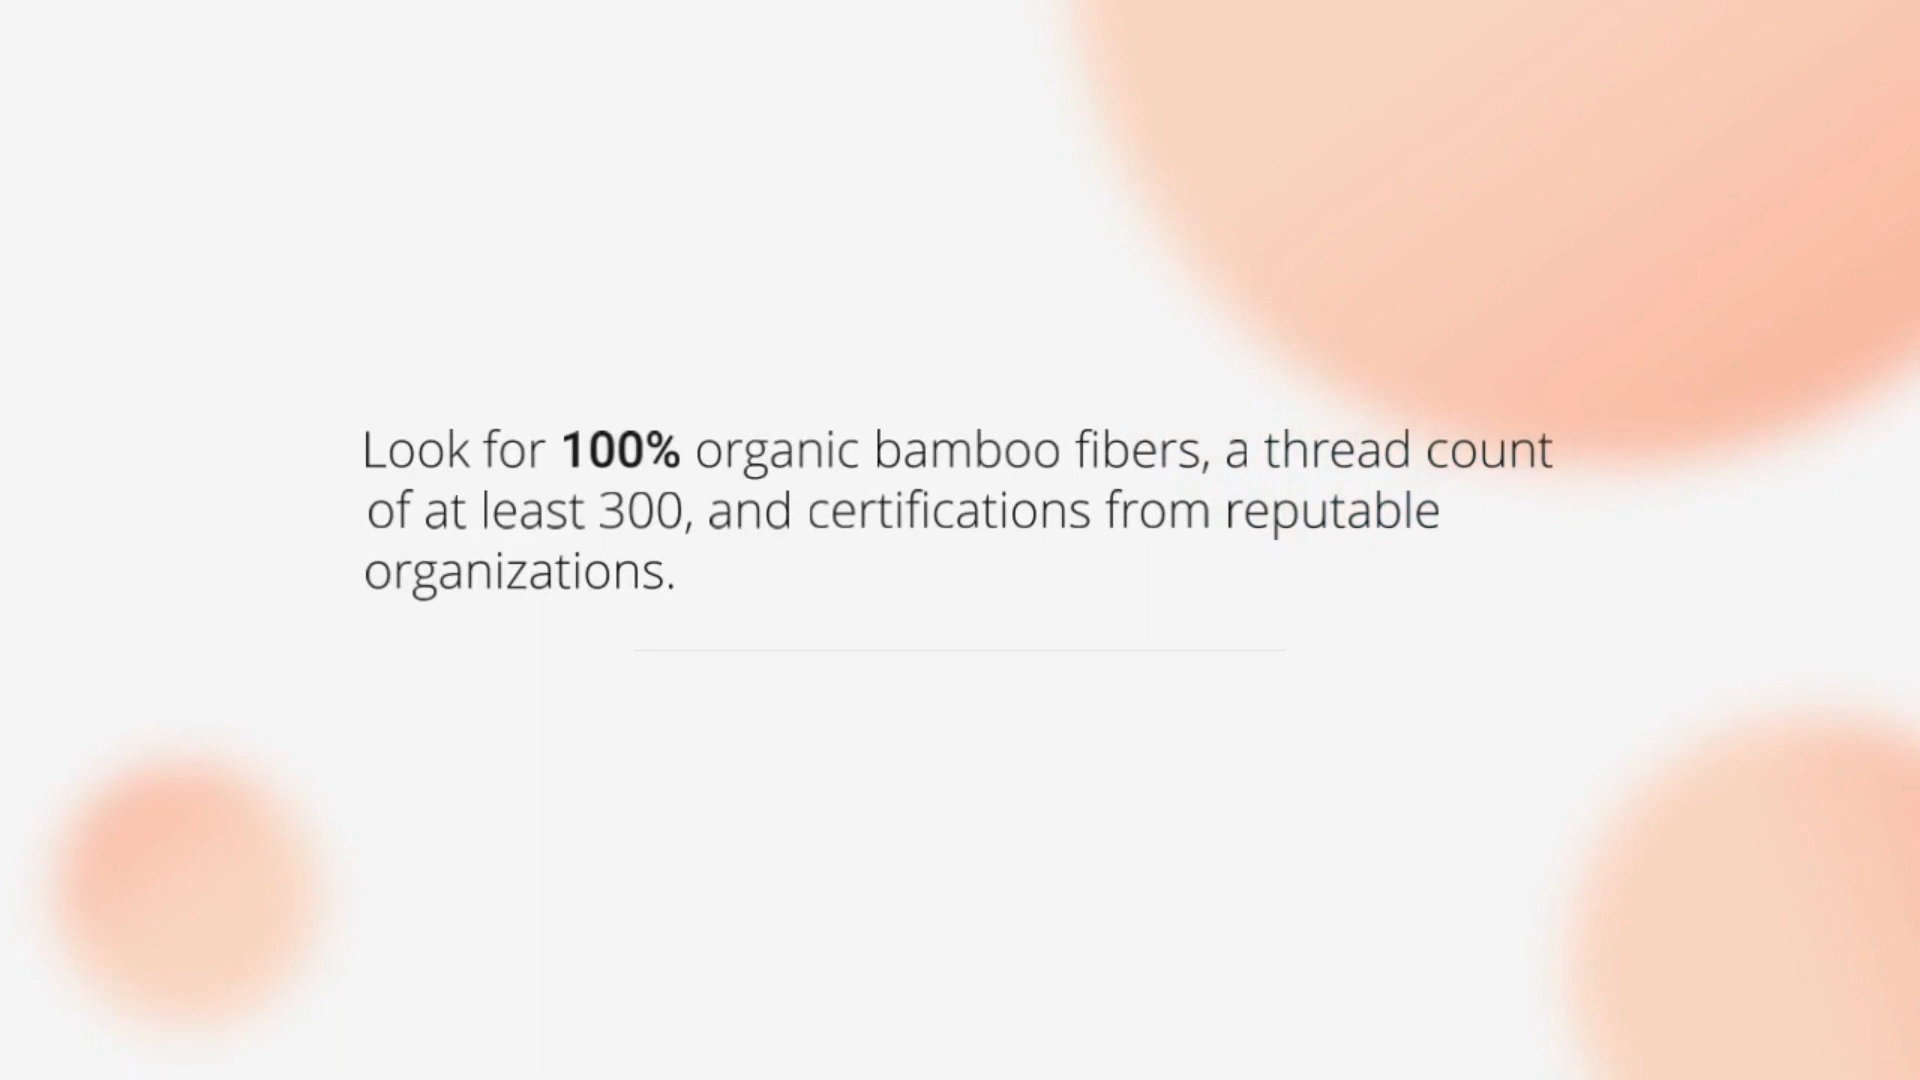 Look for 100% organic bamboo fibers, a thread count
of at least 300, and certifications from reputable
organizations.